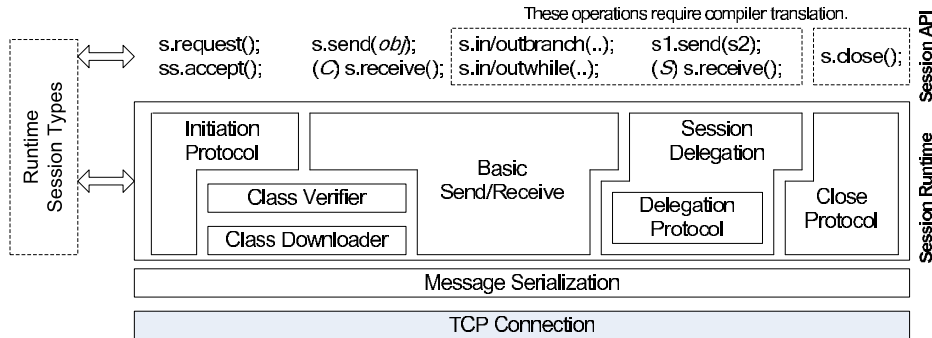 These operations require compiler translation.
s.request();
ss.accept();
s.send(obj);
(C) s.receive();
s.in/outbranch(..);
s.in/outwhile(..);
s1.send(s2);
(S) s.receive();
s.close();
Session API
Runtime
Session Types
Initiation
Protocol
Class Verifier
Class Downloader
Basic
Send/Receive
Session
Delegation
Delegation
Protocol
Close
Protocol
Session Runtime
Message Serialization
TCP Connection